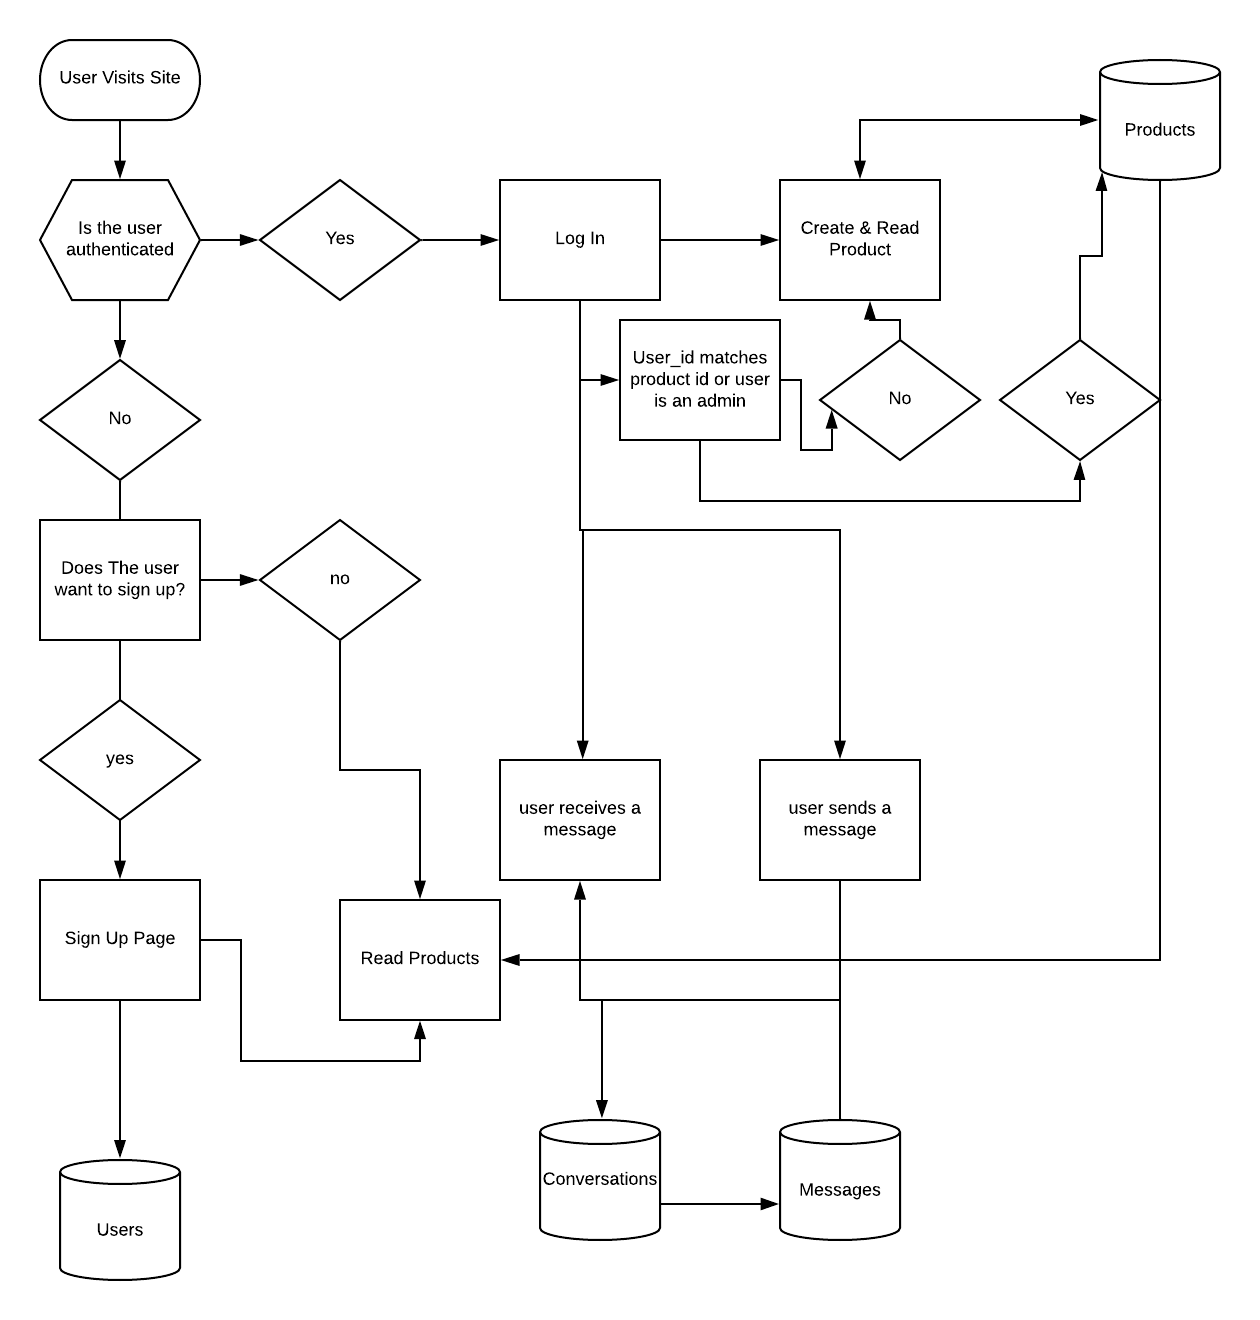 User Visits Site
Products
Is the user
authenticated
Yes
Log In
Create & Read
Product
User_id matches
product id or user
is an admin
No
Yes
No
Does The user
want to sign up?
no
yes
user receives a
message
user sends a
message
Sign Up Page
Read Products
Conversations
Messages
Users